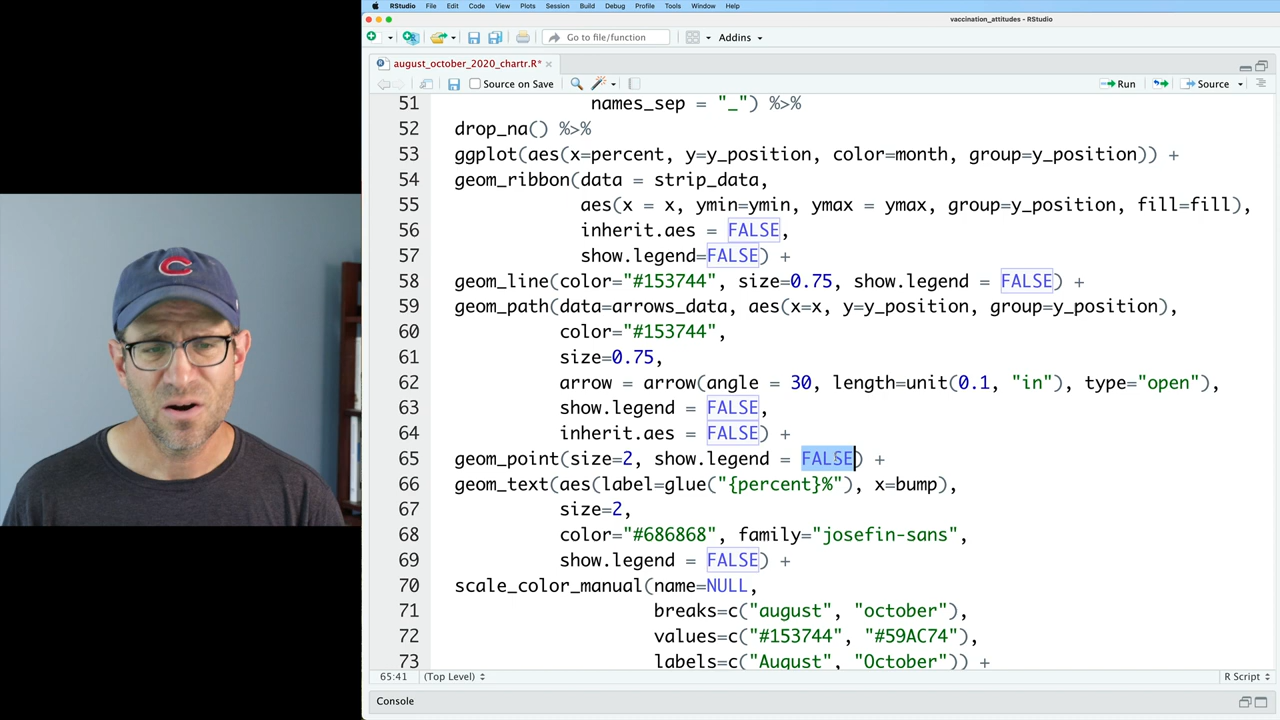 RStudio File Edit Code View Plots Session Build Debug Profile Tools Window Help
vaccination_attitudes - RStudio
Go to file/function Addins
august_october_2020_chartr.R*
Source on Save Run Source
51 names_sep = "_") %>%
52 drop_na() %>%
53 ggplot(aes(x=percent, y=y_position, color=month, group=y_position)) +
54 geom_ribbon(data = strip_data,
55 aes(x = x, ymin=ymin, ymax = ymax, group=y_position, fill=fill),
56 inherit.aes = FALSE,
57 show.legend=FALSE) +
58 geom_line(color="#153744", size=0.75, show.legend = FALSE) +
59 geom_path(data=arrows_data, aes(x=x, y=y_position, group=y_position),
60 color="#153744",
61 size=0.75,
62 arrow = arrow(angle = 30, length=unit(0.1, "in"), type="open"),
63 show.legend = FALSE,
64 inherit.aes = FALSE) +
65 geom_point(size=2, show.legend = FALSE) +
66 geom_text(aes(label=glue("{percent}%"), x=bump),
67 size=2,
68 color="#686868", family="josefin-sans",
69 show.legend = FALSE) +
70 scale_color_manual(name=NULL,
71 breaks=c("august", "october"),
72 values=c("#153744", "#59AC74"),
73 labels=c("August", "October")) +
65:41 (Top Level) R Script
Console
C